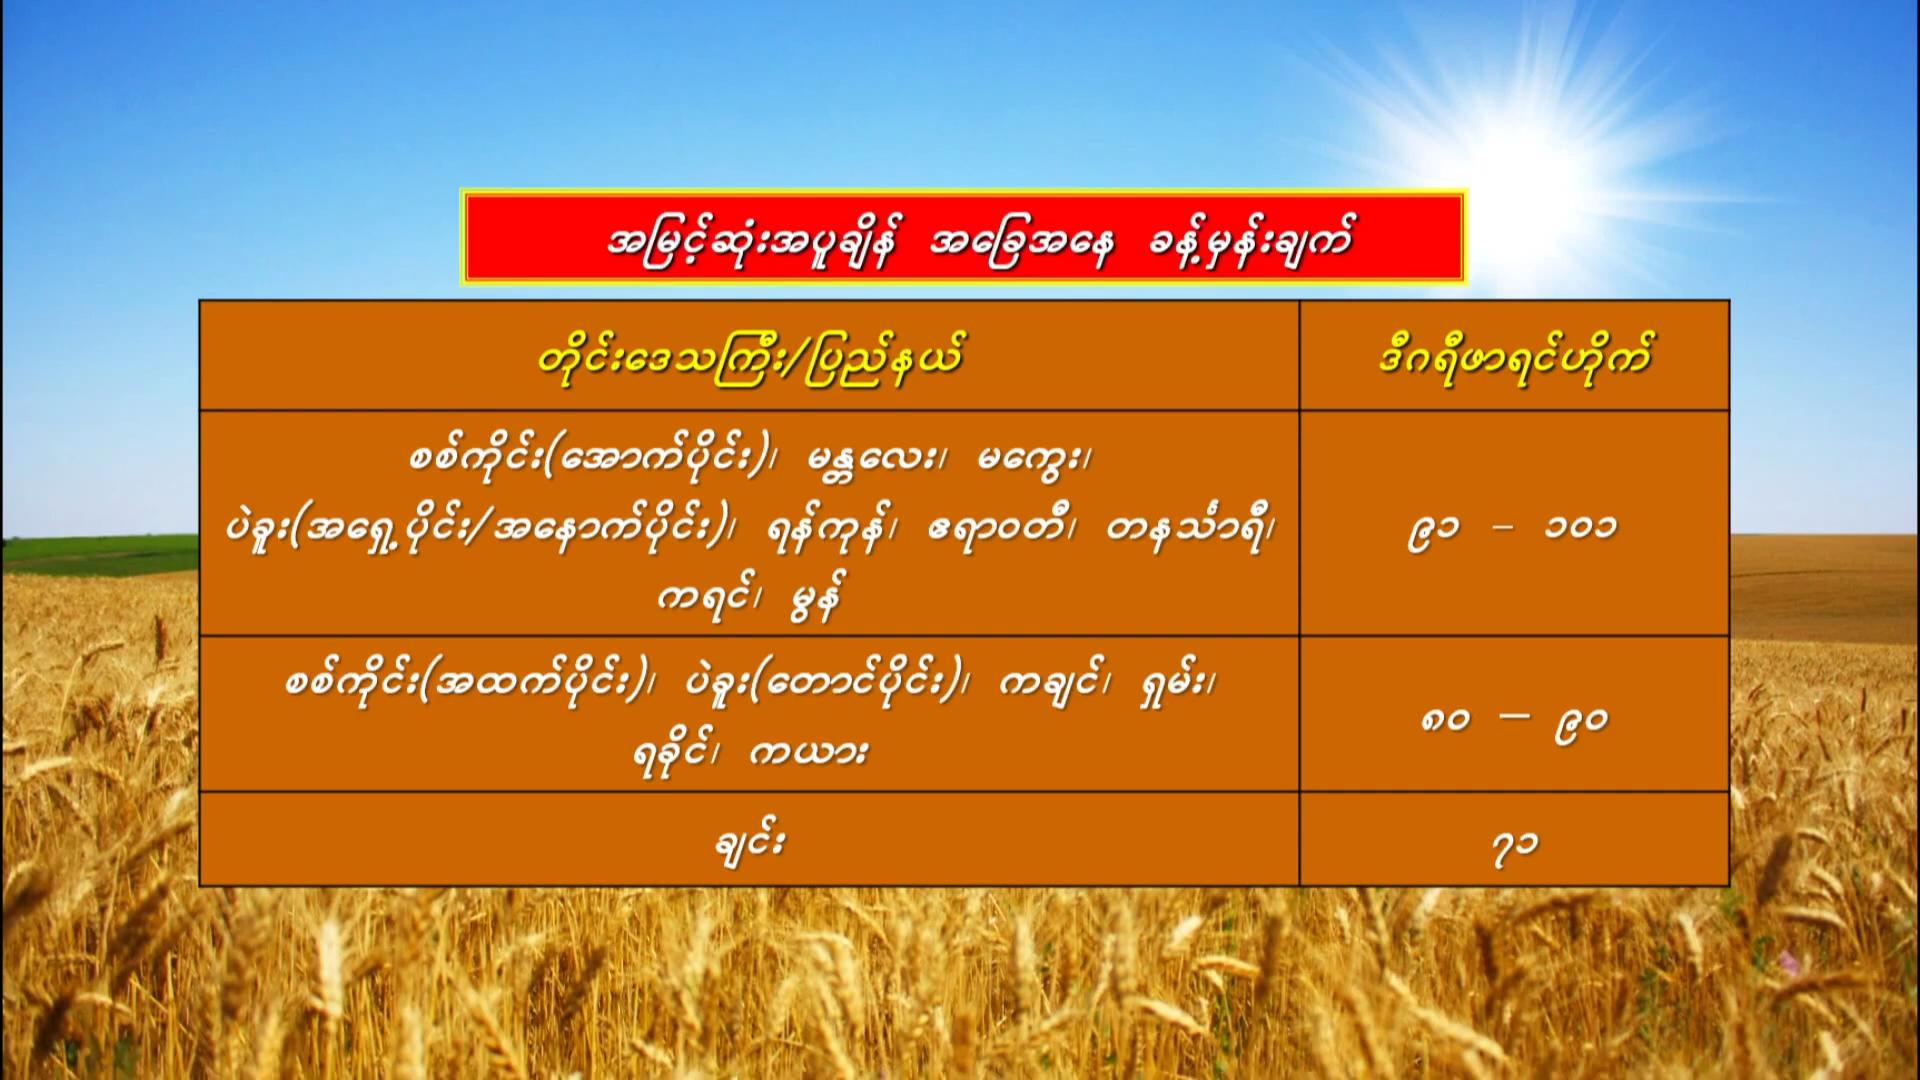 အမြင့်ဆုံးအပူချိန် အခြေအနေ ခန့်မှန်းချက်
တိုင်းဒေသကြီး/ပြည်နယ်
ဒီဂရီဖာရင်ဟိုက်
စစ်ကိုင်း(အောက်ပိုင်း)၊ မန္တလေး၊ မကွေး၊
ပဲခူး(အရှေ့ပိုင်း/အနောက်ပိုင်း)၊ ရန်ကုန်၊ ဧရာဝတီ၊ တနင်္သာရီ၊
ကရင်၊ မွန်
၉၁ – ၁၀၁
စစ်ကိုင်း(အထက်ပိုင်း)၊ ပဲခူး(တောင်ပိုင်း)၊ ကချင်၊ ရှမ်း၊
ရခိုင်၊ ကယား
၈၀ – ၉၀
ချင်း
၇၁